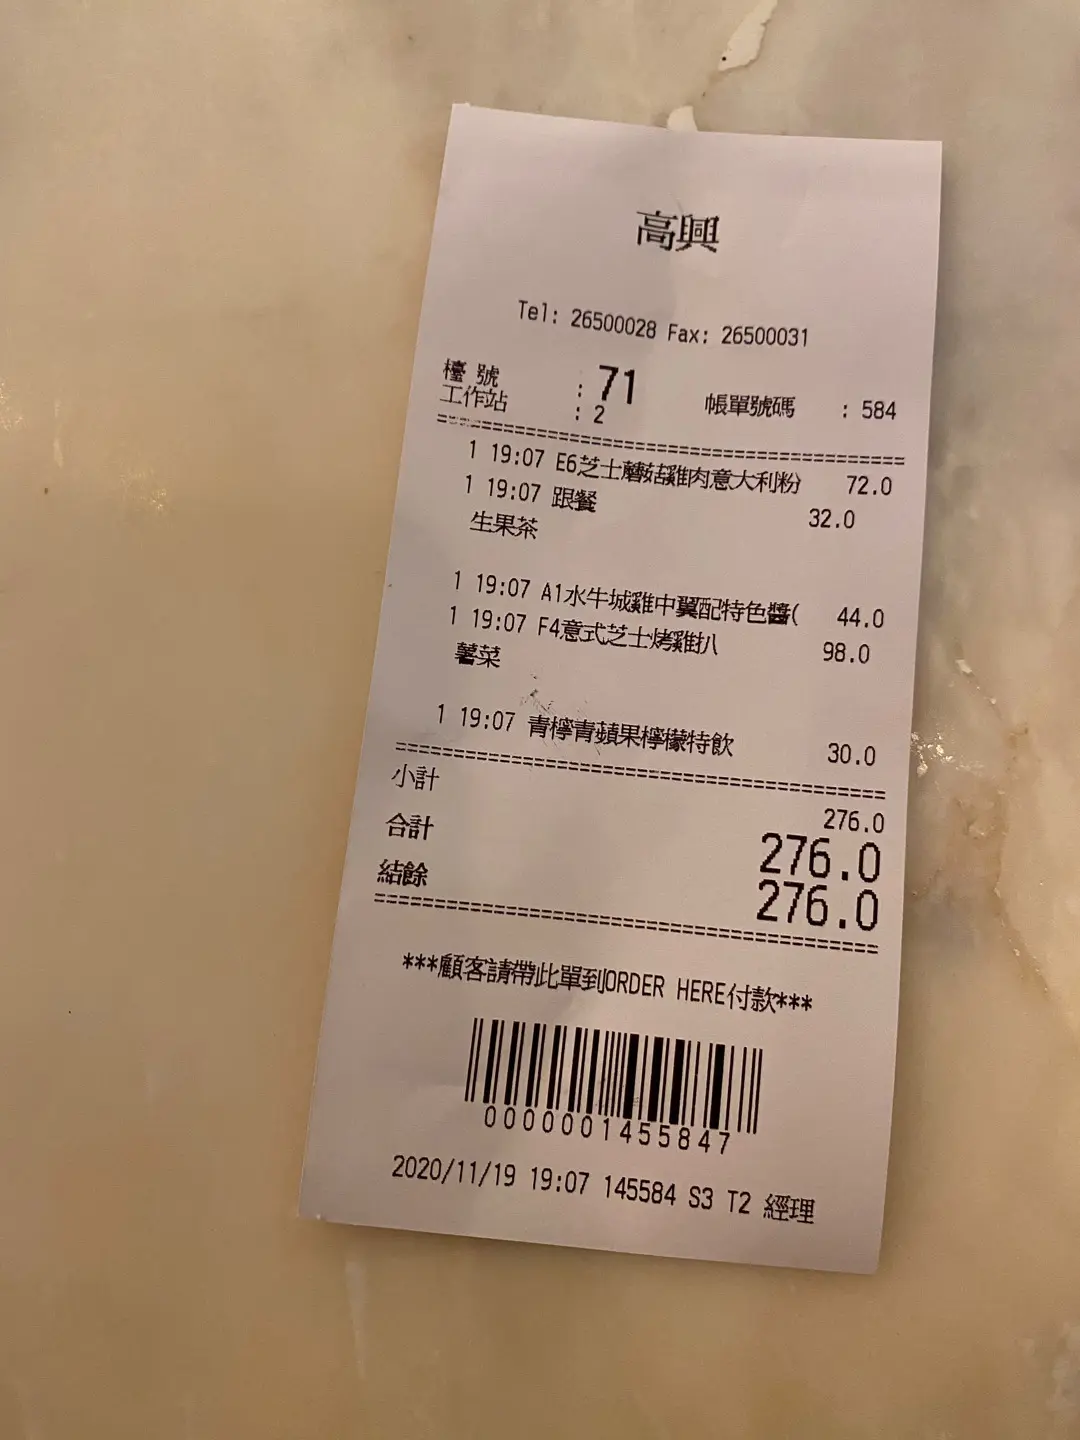 高興
Tel: 26500028 Fax: 26500031
檯 號 : 71
工作站 : 2 帳單號碼 : 584
1 19:07 E6芝士蘑菇雞肉意大利粉 72.0
1 19:07 跟餐 32.0
生果茶
1 19:07 A1水牛城雞中翼配特色醬( 44.0
1 19:07 F4意式芝士烤雞扒 98.0
薯菜
1 19:07 青檸青蘋果檸檬特飲 30.0
小計 276.0
合計 276.0
結餘 276.0
***顧客請帶此單到ORDER HERE付款***
0000001455847
2020/11/19 19:07 145584 S3 T2 經理